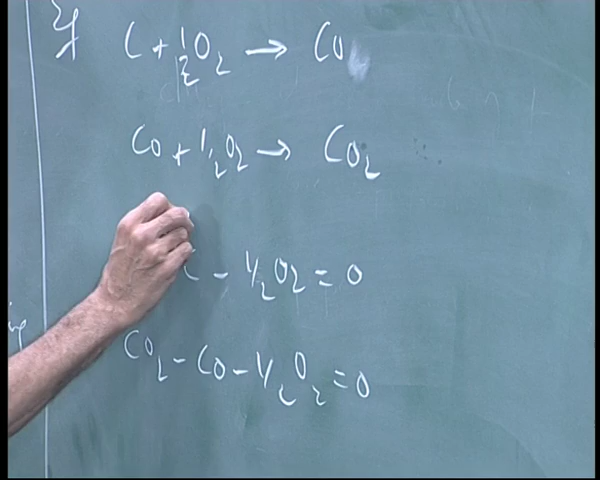 C + 1/2 O2 → CO
CO + 1/2 O2 → CO2
C - 1/2 O2 = 0
CO2 - CO - 1/2 O2 = 0